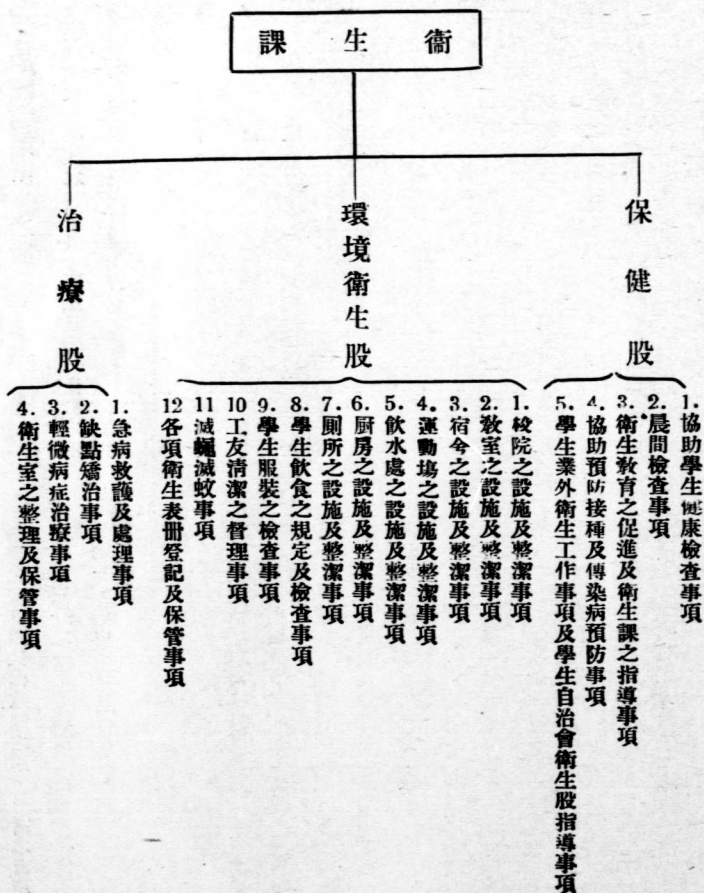 衞生課
保健股
1. 協助學生健康檢查事項
2. 晨間檢查事項
3. 衛生敎育之促進及衛生課之指導事項
4. 協助預防接種及傳染病預防事項
5. 學生業外衛生工作事項及學生自治會衛生股指導事項
環境衛生股
1. 校院之設施及整潔事項
2. 敎室之設施及整潔事項
3. 宿舍之設施及整潔事項
4. 運動塲之設施及整潔事項
5. 飲水處之設施及整潔事項
6. 厨房之設施及整潔事項
7. 厠所之設施及整潔事項
8. 學生飲食之規定及檢查事項
9. 學生服裝之檢查事項
10 工友淸潔之督理事項
11 滅蠅滅蚊事項
12 各項衛生表冊登記及保管事項
治療股
1. 急病救護及處理事項
2. 缺點矯治事項
3. 輕微病症治療事項
4. 衛生室之整理及保管事項